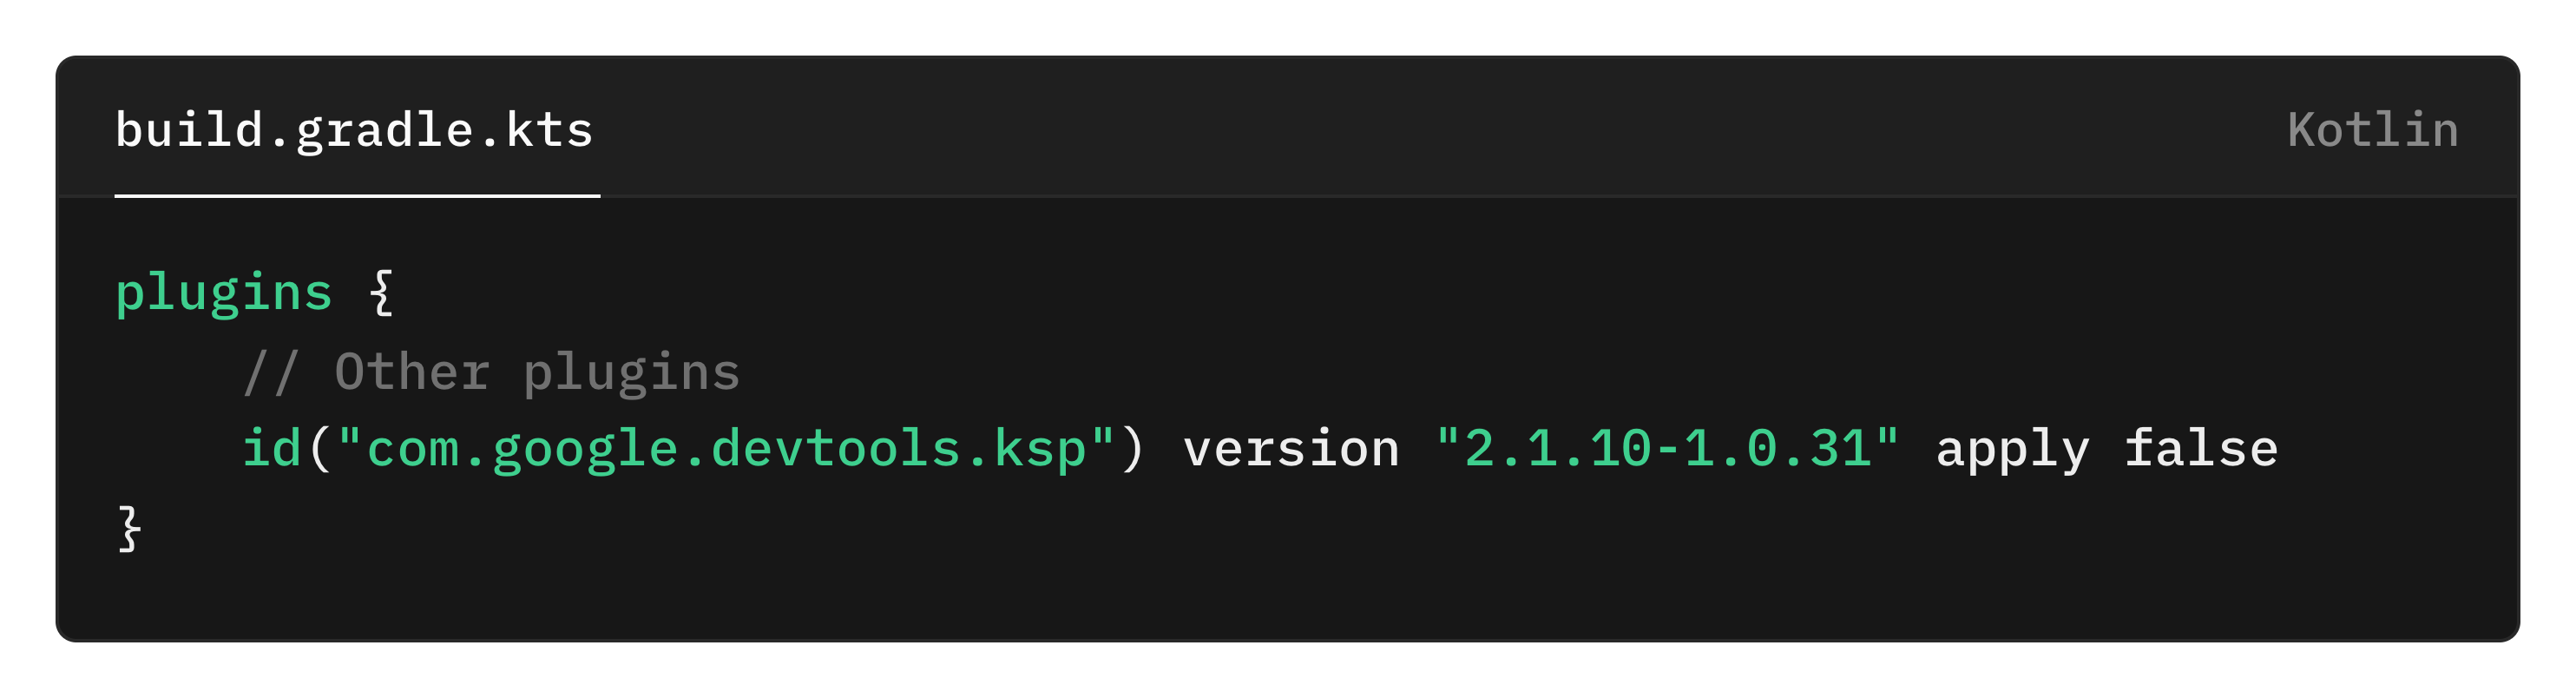 build.gradle.kts
Kotlin
plugins {
    // Other plugins
    id("com.google.devtools.ksp") version "2.1.10-1.0.31" apply false
}